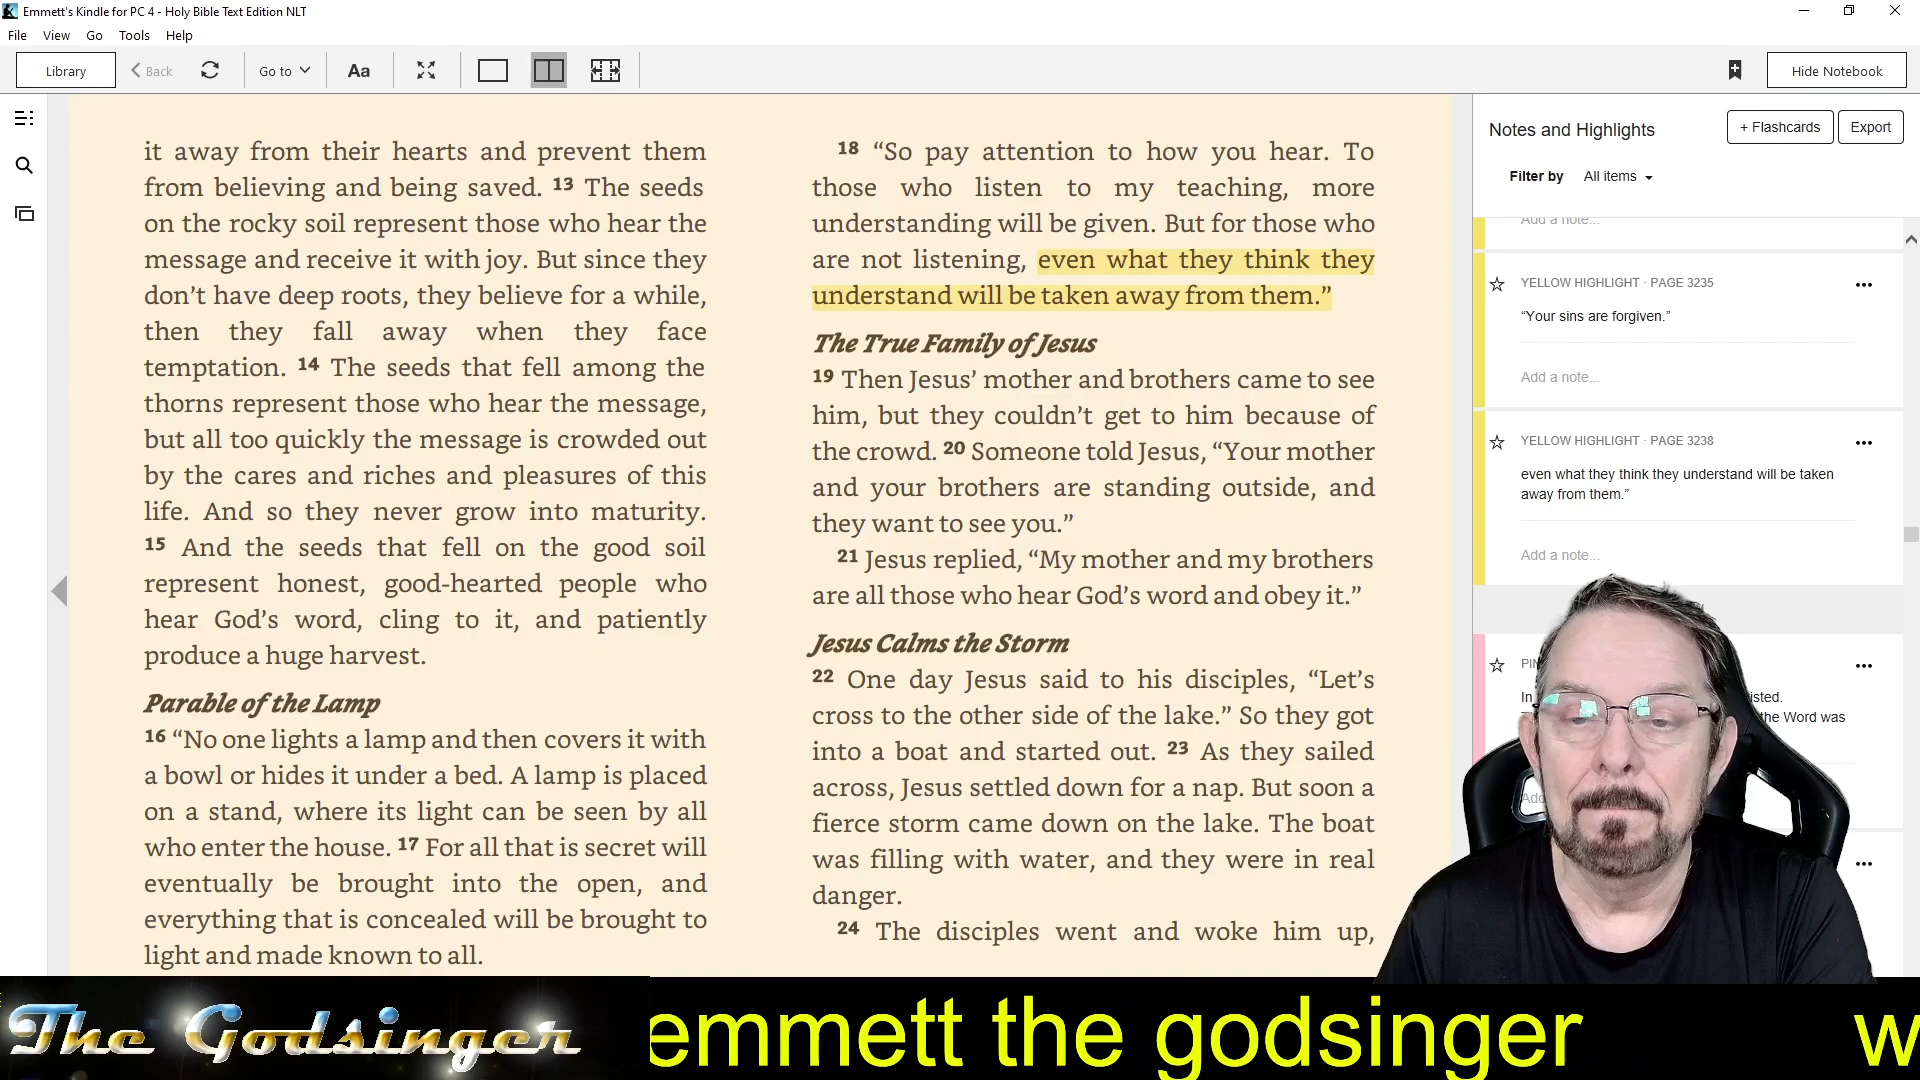 Emmett's Kindle for PC 4 - Holy Bible Text Edition NLT
File View Go Tools Help
Library Back Go to Aa Hide Notebook
it away from their hearts and prevent them
from believing and being saved. 13 The seeds
on the rocky soil represent those who hear the
message and receive it with joy. But since they
don’t have deep roots, they believe for a while,
then they fall away when they face
temptation. 14 The seeds that fell among the
thorns represent those who hear the message,
but all too quickly the message is crowded out
by the cares and riches and pleasures of this
life. And so they never grow into maturity.
15 And the seeds that fell on the good soil
represent honest, good-hearted people who
hear God’s word, cling to it, and patiently
produce a huge harvest.
Parable of the Lamp
16 “No one lights a lamp and then covers it with
a bowl or hides it under a bed. A lamp is placed
on a stand, where its light can be seen by all
who enter the house. 17 For all that is secret will
eventually be brought into the open, and
everything that is concealed will be brought to
light and made known to all.
18 “So pay attention to how you hear. To
those who listen to my teaching, more
understanding will be given. But for those who
are not listening, even what they think they
understand will be taken away from them.”
The True Family of Jesus
19 Then Jesus’ mother and brothers came to see
him, but they couldn’t get to him because of
the crowd. 20 Someone told Jesus, “Your mother
and your brothers are standing outside, and
they want to see you.”
21 Jesus replied, “My mother and my brothers
are all those who hear God’s word and obey it.”
Jesus Calms the Storm
22 One day Jesus said to his disciples, “Let’s
cross to the other side of the lake.” So they got
into a boat and started out. 23 As they sailed
across, Jesus settled down for a nap. But soon a
fierce storm came down on the lake. The boat
was filling with water, and they were in real
danger.
24 The disciples went and woke him up,
Notes and Highlights + Flashcards Export
Filter by All items
Add a note...
YELLOW HIGHLIGHT · PAGE 3235
“Your sins are forgiven.”
Add a note...
YELLOW HIGHLIGHT · PAGE 3238
even what they think they understand will be taken
away from them.”
Add a note...
PIN
In isted.
the Word was
Add
The Godsinger
emmett the godsinger w